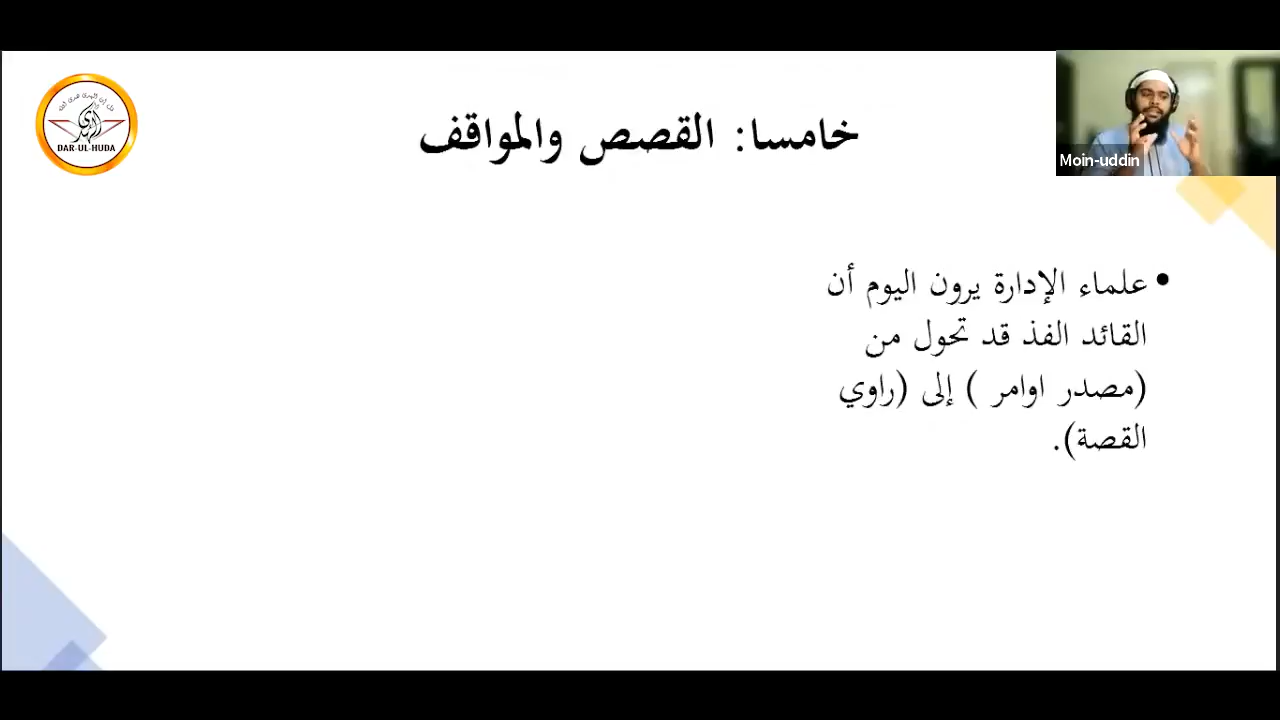 خامسا: القصص والمواقف
DAR-UL-HUDA
Moin-uddin
• علماء الإدارة يرون اليوم أن
القائد الفذ قد تحول من
(مصدر اوامر ) إلى (راوي
القصة).